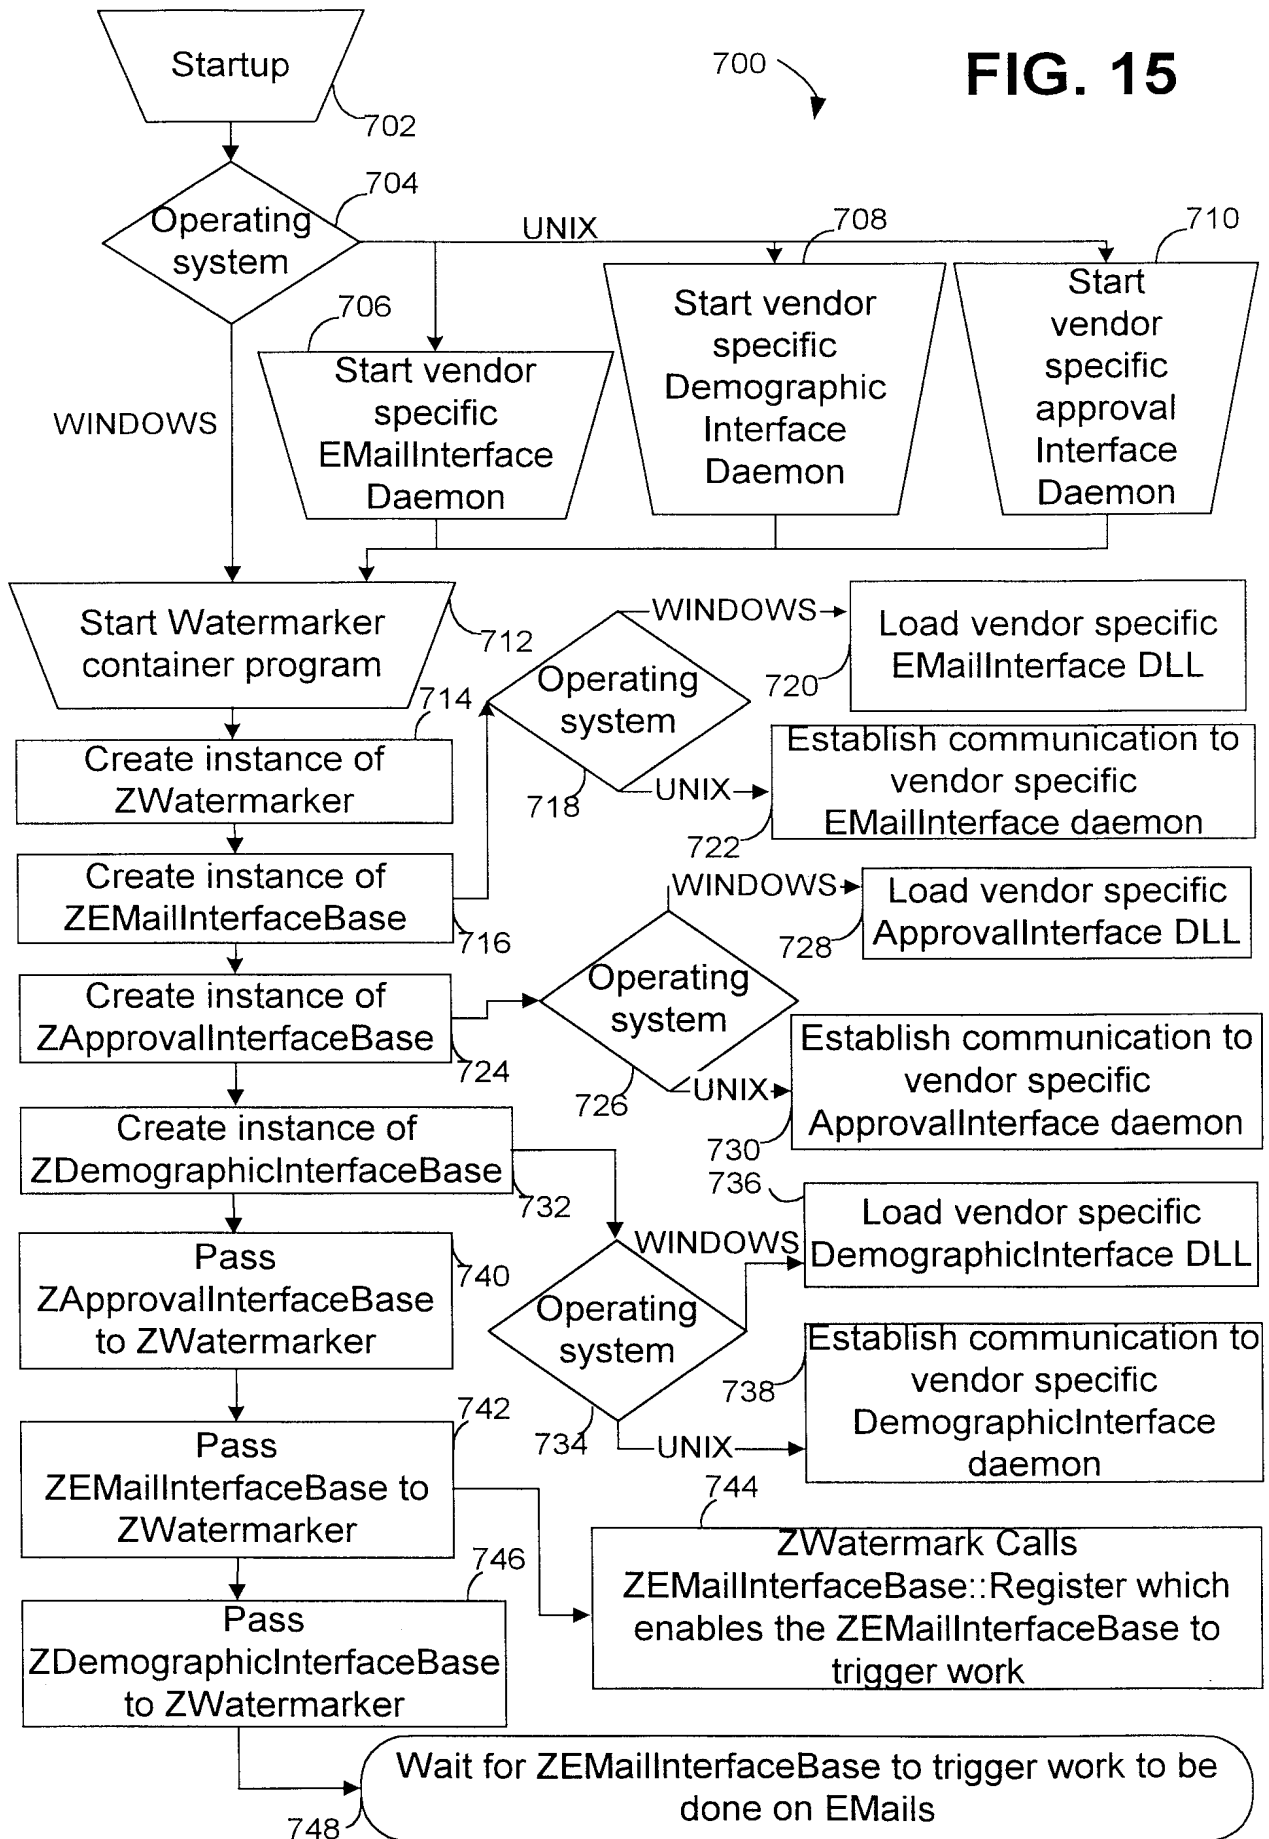 FIG. 15
700
Startup
702
704
Operating
system
UNIX
WINDOWS
706
Start vendor
specific
EMailInterface
Daemon
708
Start vendor
specific
Demographic
Interface
Daemon
710
Start
vendor
specific
approval
Interface
Daemon
Start Watermarker
container program
712
714
Create instance of
ZWatermarker
Create instance of
ZEMailInterfaceBase
716
Operating
system
718
WINDOWS
720
Load vendor specific
EMailInterface DLL
UNIX
722
Establish communication to
vendor specific
EMailInterface daemon
Create instance of
ZApprovalInterfaceBase
724
Operating
system
726
WINDOWS
728
Load vendor specific
ApprovalInterface DLL
UNIX
730
Establish communication to
vendor specific
ApprovalInterface daemon
Create instance of
ZDemographicInterfaceBase
732
Operating
system
734
WINDOWS
736
Load vendor specific
DemographicInterface DLL
UNIX
738
Establish communication to
vendor specific
DemographicInterface
daemon
Pass
ZApprovalInterfaceBase
to ZWatermarker
740
742
Pass
ZEMailInterfaceBase to
ZWatermarker
744
ZWatermark Calls
ZEMailInterfaceBase::Register which
enables the ZEMailInterfaceBase to
trigger work
746
Pass
ZDemographicInterfaceBase
to ZWatermarker
748
Wait for ZEMailInterfaceBase to trigger work to be
done on EMails